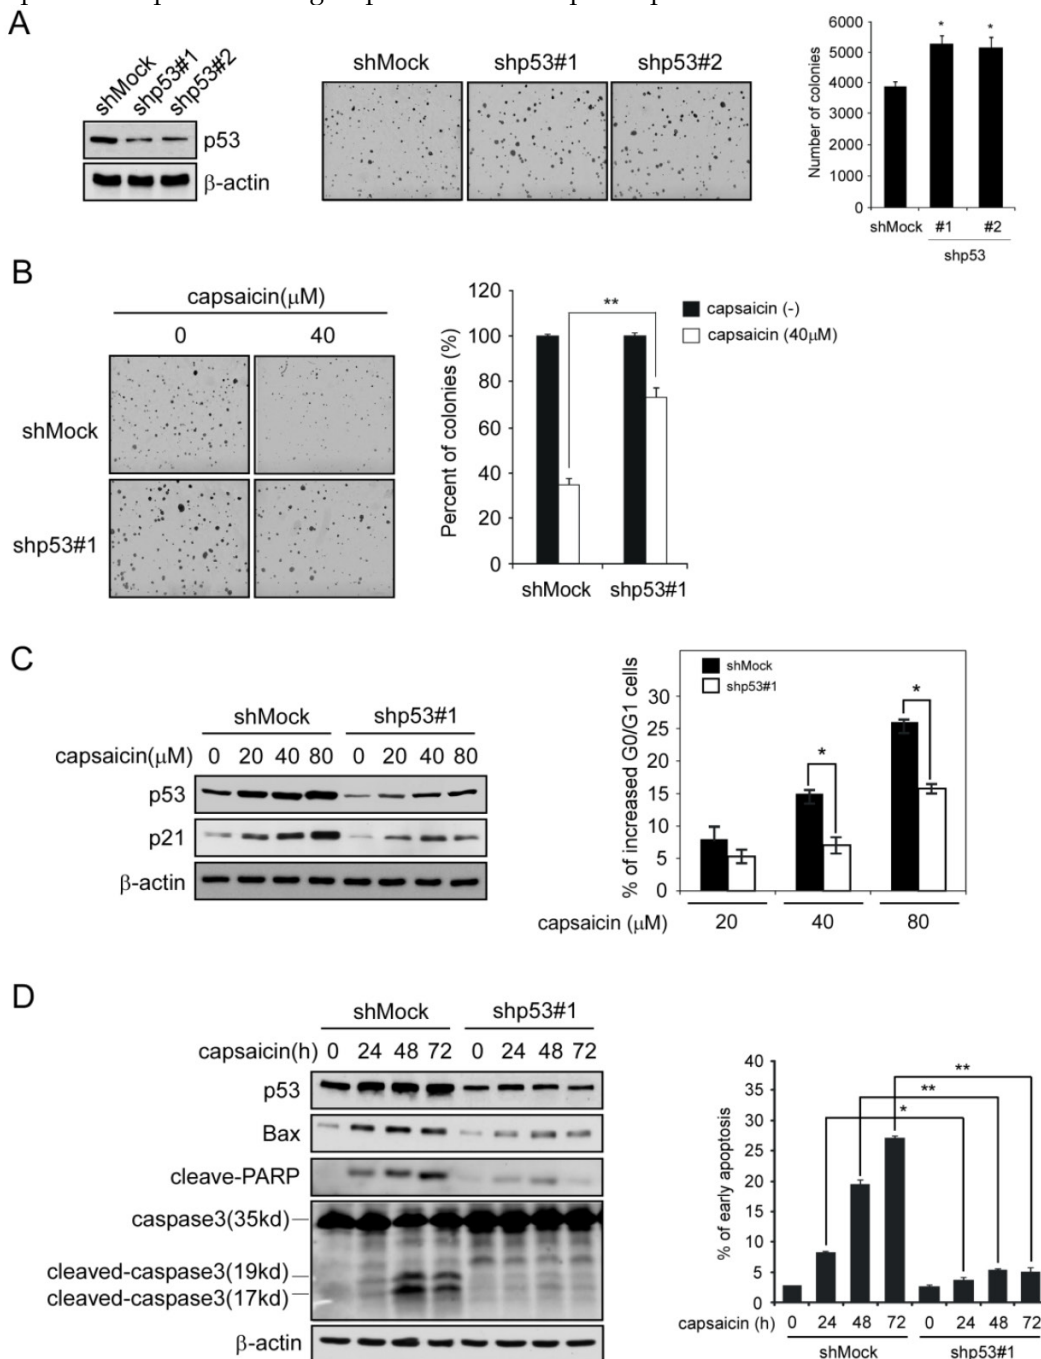 A
shMock shp53#1 shp53#2
p53
β-actin
shMock shp53#1 shp53#2
Number of colonies
6000
5000
4000
3000
2000
1000
0
* *
shMock #1 #2
shp53
B
capsaicin(μM)
0 40
shMock
shp53#1
Percent of colonies (%)
120
100
80
60
40
20
0
**
capsaicin (-)
capsaicin (40μM)
shMock shp53#1
C
shMock shp53#1
capsaicin(μM) 0 20 40 80 0 20 40 80
p53
p21
β-actin
% of increased G0/G1 cells
30
25
20
15
10
5
0
shMock
shp53#1
* *
capsaicin (μM) 20 40 80
D
shMock shp53#1
capsaicin(h) 0 24 48 72 0 24 48 72
p53
Bax
cleave-PARP
caspase3(35kd)
cleaved-caspase3(19kd)
cleaved-caspase3(17kd)
β-actin
% of early apoptosis
40
35
30
25
20
15
10
5
0
**
**
*
capsaicin (h) 0 24 48 72 0 24 48 72
shMock shp53#1